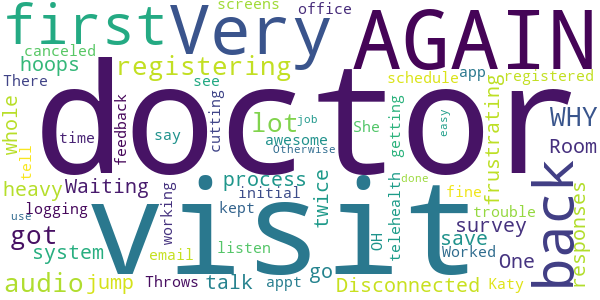 screens
office
first
Very
AGAIN
canceled
hoops
registering
There
see
schedule
app
registered
doctor
whole
time
feedback
say
cutting
lot
awesome
She
job
Otherwise
getting
frustrating
easy
WHY
Room
tell
heavy
Waiting
process
twice
initial
kept
visit
telehealth
OH
done
fine
trouble
back
responses
use
logging
got
working
system
email
listen
go
save
survey
Worked
One
audio
jump
Throws
talk
appt
Disconnected
Katy